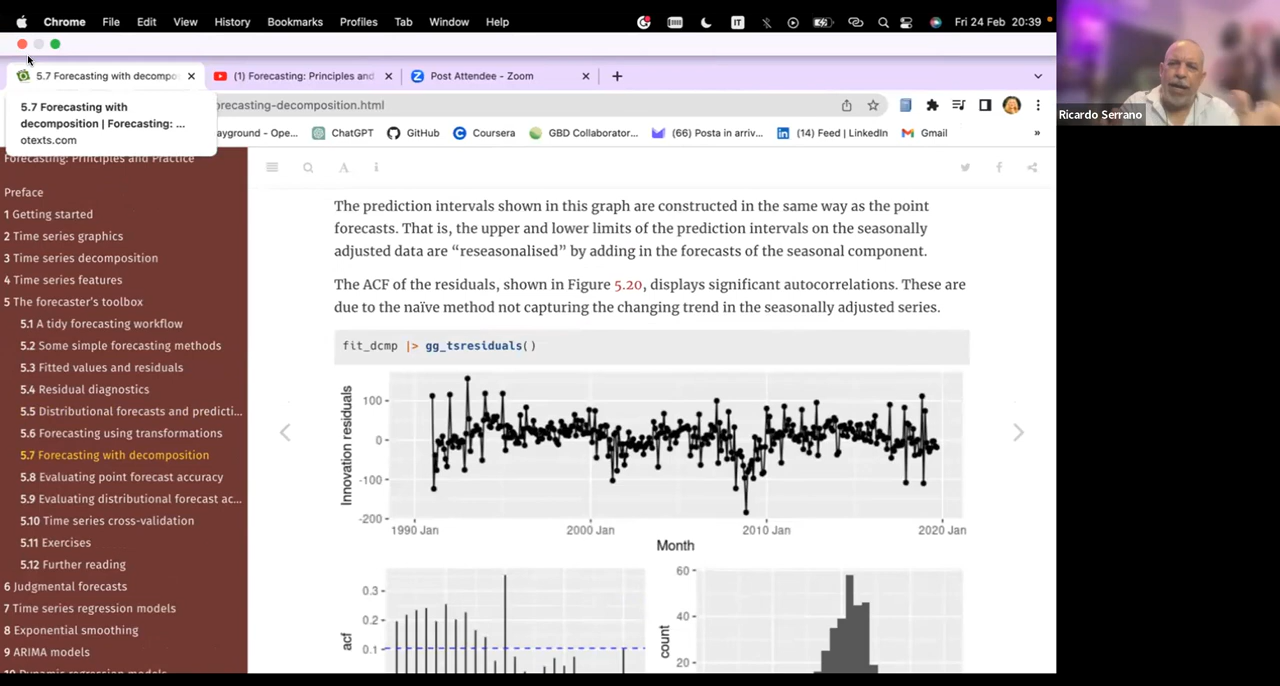 Chrome File Edit View History Bookmarks Profiles Tab Window Help IT Fri 24 Feb 20:39
5.7 Forecasting with decompo (1) Forecasting: Principles and Post Attendee - Zoom
5.7 Forecasting with
decomposition | Forecasting: ...
otexts.com
orecasting-decomposition.html
ayground - Ope... ChatGPT GitHub Coursera GBD Collaborator... (66) Posta in arriv... (14) Feed | LinkedIn Gmail »
Ricardo Serrano
Forecasting: Principles and Practice
Preface
1 Getting started
2 Time series graphics
3 Time series decomposition
4 Time series features
5 The forecaster's toolbox
5.1 A tidy forecasting workflow
5.2 Some simple forecasting methods
5.3 Fitted values and residuals
5.4 Residual diagnostics
5.5 Distributional forecasts and predicti...
5.6 Forecasting using transformations
5.7 Forecasting with decomposition
5.8 Evaluating point forecast accuracy
5.9 Evaluating distributional forecast ac...
5.10 Time series cross-validation
5.11 Exercises
5.12 Further reading
6 Judgmental forecasts
7 Time series regression models
8 Exponential smoothing
9 ARIMA models
10 Dynamic regression models
The prediction intervals shown in this graph are constructed in the same way as the point
forecasts. That is, the upper and lower limits of the prediction intervals on the seasonally
adjusted data are “reseasonalised” by adding in the forecasts of the seasonal component.
The ACF of the residuals, shown in Figure 5.20, displays significant autocorrelations. These are
due to the naïve method not capturing the changing trend in the seasonally adjusted series.
fit_dcmp |> gg_tsresiduals()
Innovation residuals
100
0
-100
-200
1990 Jan 2000 Jan 2010 Jan 2020 Jan
Month
acf
0.3
0.2
0.1
count
60
40
20